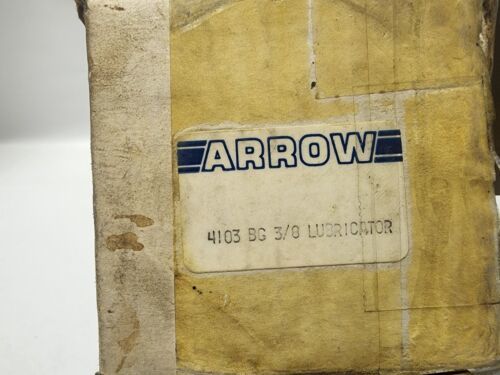 ARROW
4103 BG 3/8 LUBRICATOR